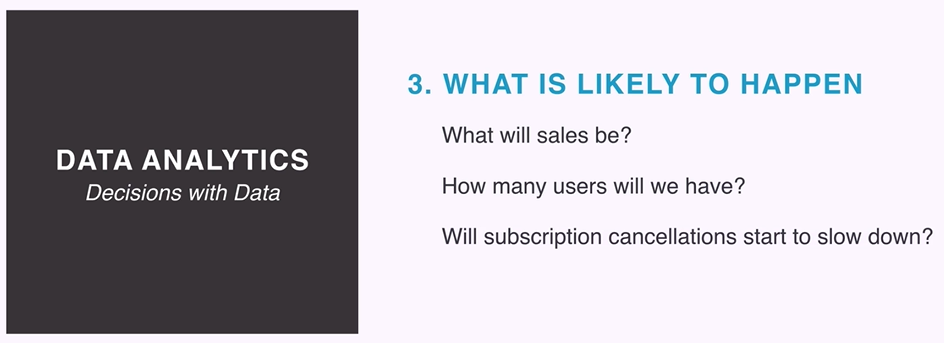 DATA ANALYTICS
Decisions with Data
3. WHAT IS LIKELY TO HAPPEN
What will sales be?
How many users will we have?
Will subscription cancellations start to slow down?